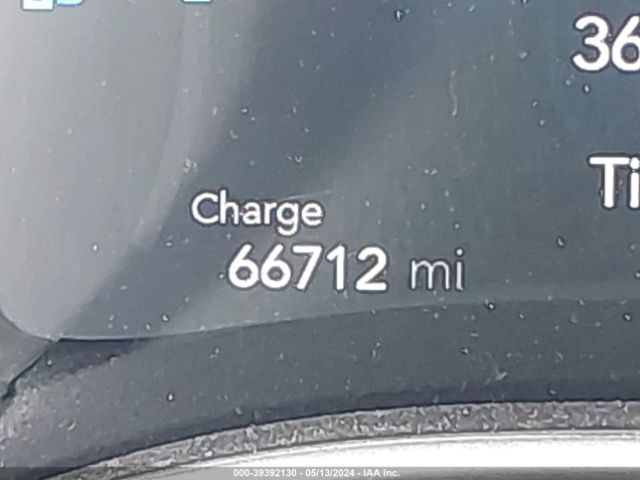 36
Ti
Charge
66712 mi
000-39392130 - 05/13/2024 - IAA Inc.